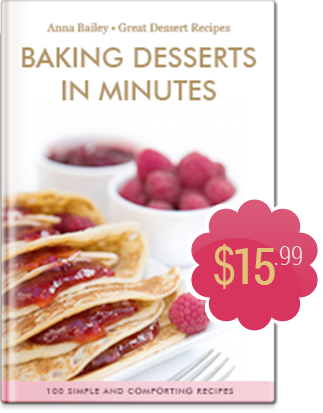 Anna Bailey • Great Dessert Recipes
BAKING DESSERTS
IN MINUTES
$15.99
100 SIMPLE AND COMFORTING RECIPES